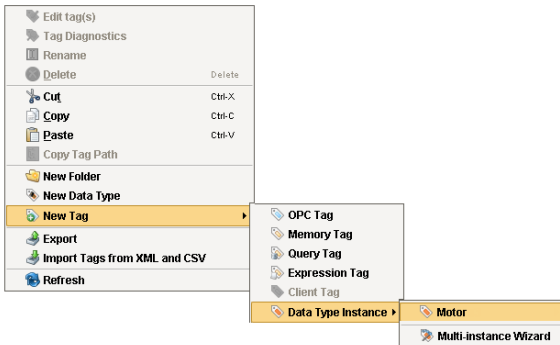 Edit tag(s)
Tag Diagnostics
Rename
Delete Delete
Cut Ctrl-X
Copy Ctrl-C
Paste Ctrl-V
Copy Tag Path
New Folder
New Data Type
New Tag
Export
Import Tags from XML and CSV
Refresh
OPC Tag
Memory Tag
Query Tag
Expression Tag
Client Tag
Data Type Instance
Motor
Multi-instance Wizard